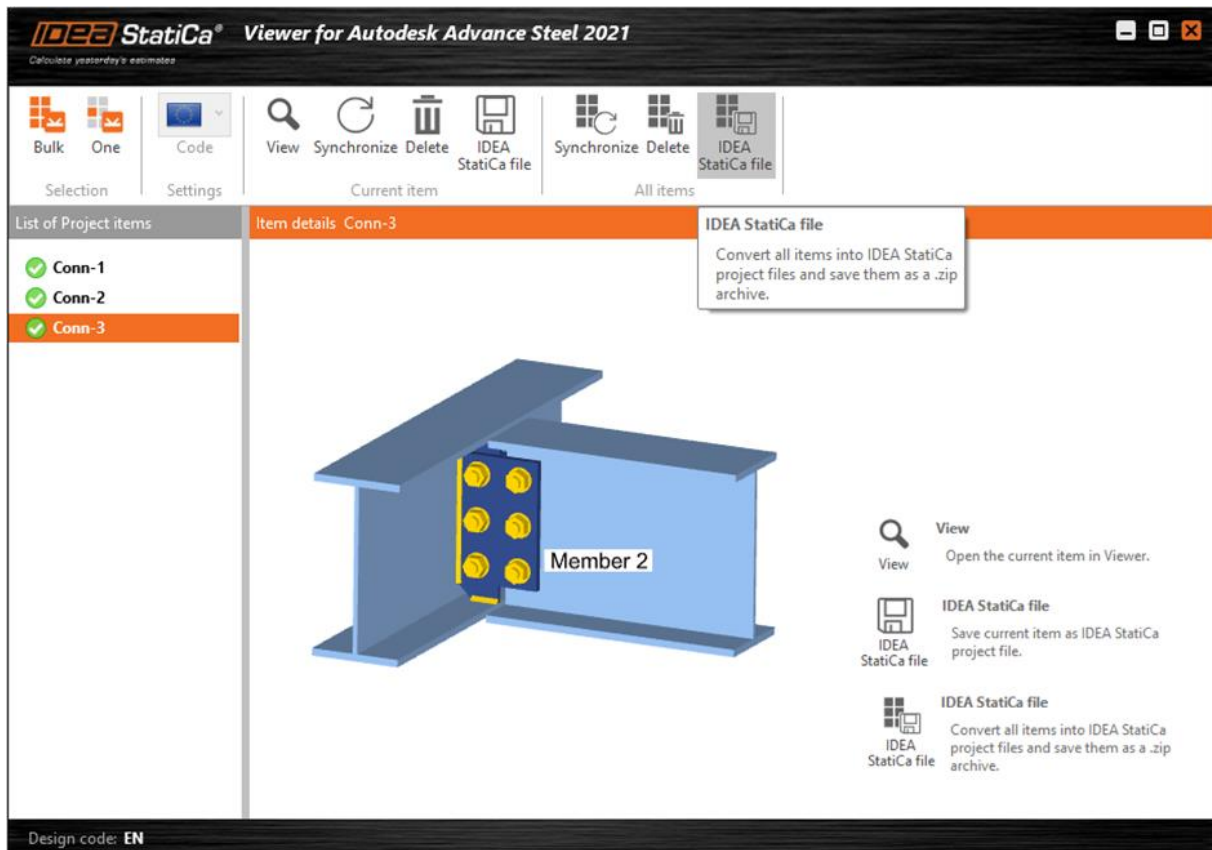 IDEA StatiCa® Viewer for Autodesk Advance Steel 2021
Calculate yesterday's estimates
Bulk One Code View Synchronize Delete IDEA StatiCa file Synchronize Delete IDEA StatiCa file
Selection Settings Current item All items
List of Project items
Item details Conn-3
IDEA StatiCa file
Convert all items into IDEA StatiCa
project files and save them as a .zip
archive.
Conn-1
Conn-2
Conn-3
Member 2
View
View
Open the current item in Viewer.
IDEA
StatiCa file
IDEA StatiCa file
Save current item as IDEA StatiCa
project file.
IDEA
StatiCa file
IDEA StatiCa file
Convert all items into IDEA StatiCa
project files and save them as a .zip
archive.
Design code: EN